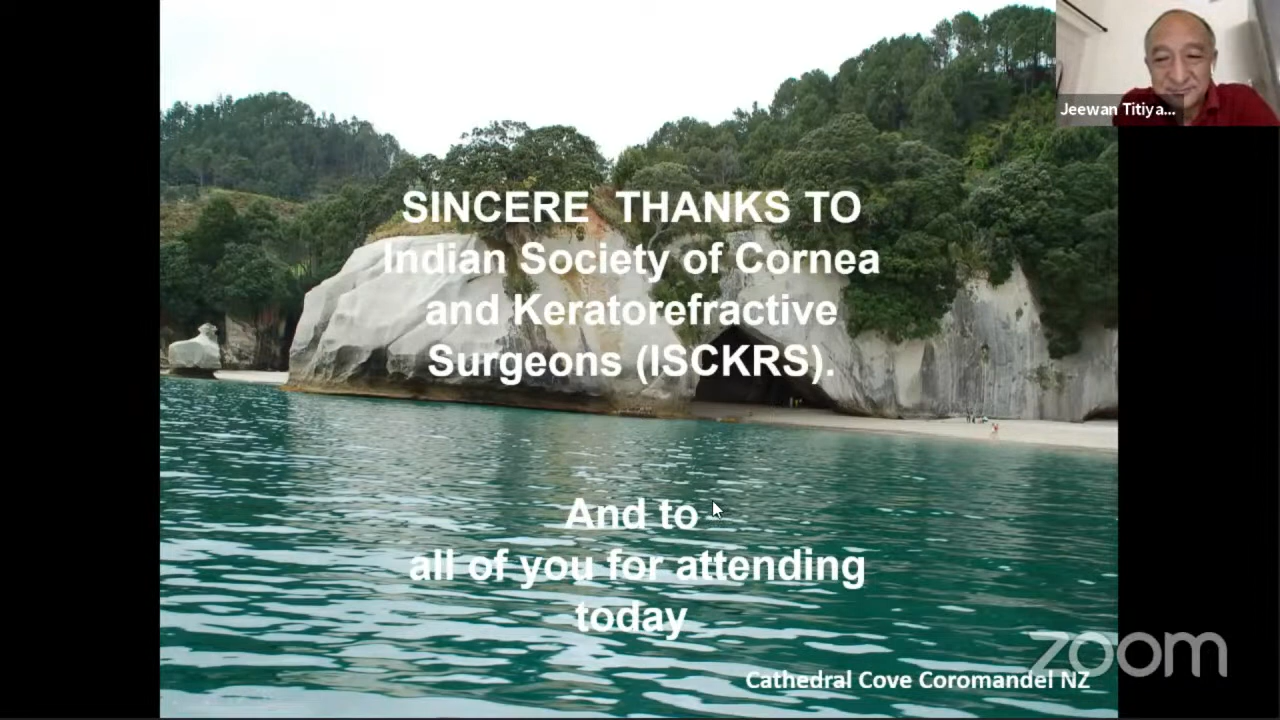 Jeewan Titiya...
SINCERE THANKS TO
Indian Society of Cornea
and Keratorefractive
Surgeons (ISCKRS).
And to
all of you for attending
today
zoom
Cathedral Cove Coromandel NZ